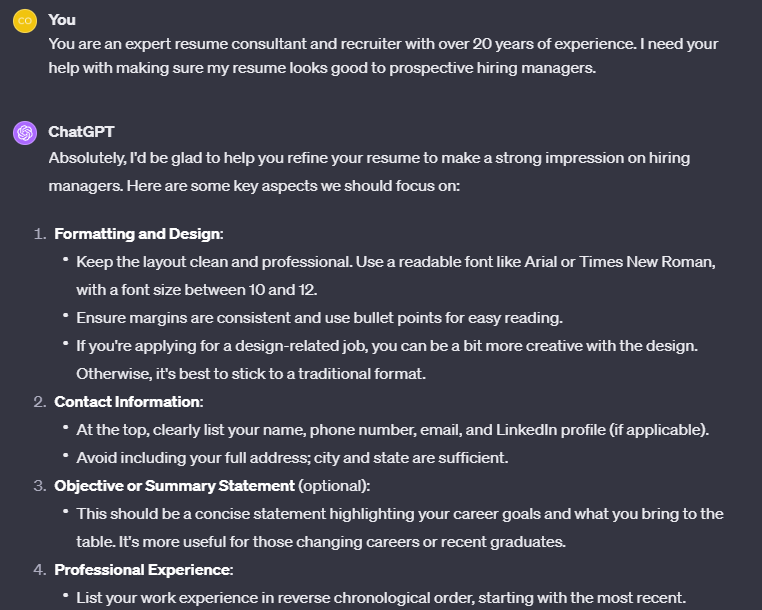 CO
You
You are an expert resume consultant and recruiter with over 20 years of experience. I need your
help with making sure my resume looks good to prospective hiring managers.
ChatGPT
Absolutely, I'd be glad to help you refine your resume to make a strong impression on hiring
managers. Here are some key aspects we should focus on:
1. Formatting and Design:
• Keep the layout clean and professional. Use a readable font like Arial or Times New Roman,
with a font size between 10 and 12.
• Ensure margins are consistent and use bullet points for easy reading.
• If you're applying for a design-related job, you can be a bit more creative with the design.
Otherwise, it's best to stick to a traditional format.
2. Contact Information:
• At the top, clearly list your name, phone number, email, and LinkedIn profile (if applicable).
• Avoid including your full address; city and state are sufficient.
3. Objective or Summary Statement (optional):
• This should be a concise statement highlighting your career goals and what you bring to the
table. It's more useful for those changing careers or recent graduates.
4. Professional Experience:
• List your work experience in reverse chronological order, starting with the most recent.